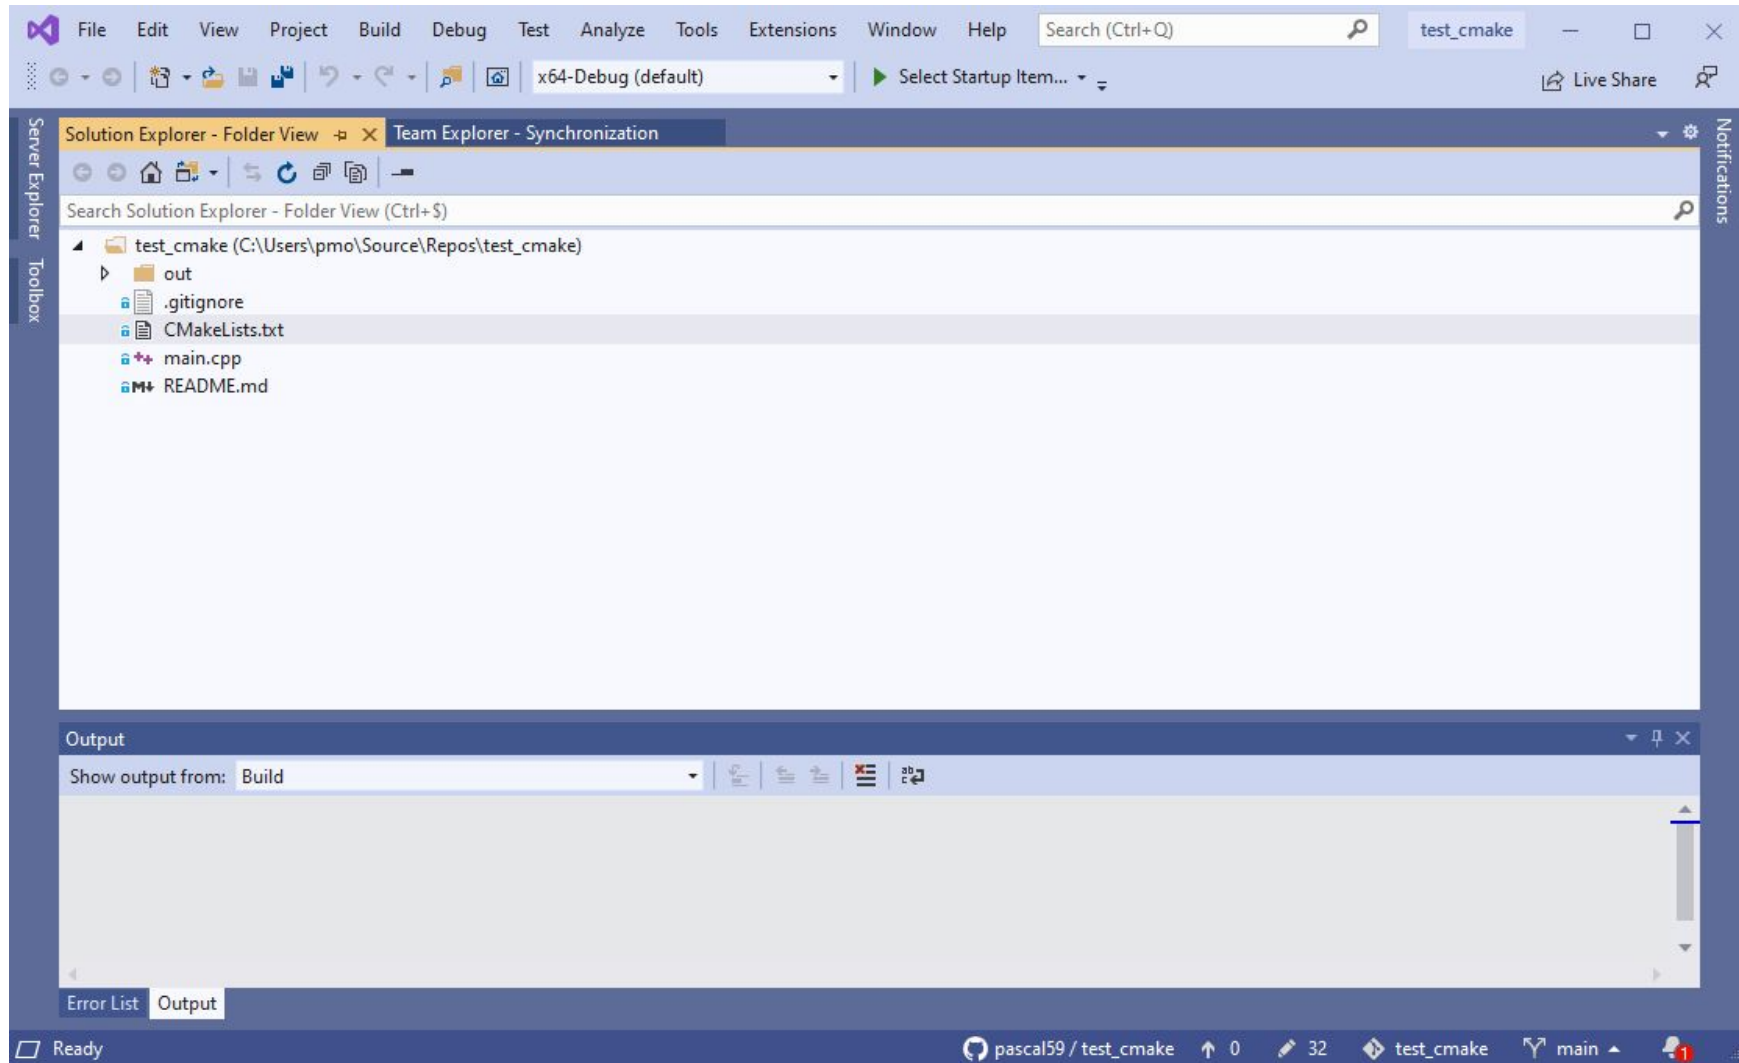 File Edit View Project Build Debug Test Analyze Tools Extensions Window Help Search (Ctrl+Q) test_cmake
x64-Debug (default) Select Startup Item... Live Share
Server Explorer
Toolbox
Solution Explorer - Folder View Team Explorer - Synchronization
Search Solution Explorer - Folder View (Ctrl+$)
test_cmake (C:\Users\pmo\Source\Repos\test_cmake)
out
.gitignore
CMakeLists.txt
++ main.cpp
M↓ README.md
Notifications
Output
Show output from: Build
Error List Output
Ready pascal59 / test_cmake 0 32 test_cmake main 1